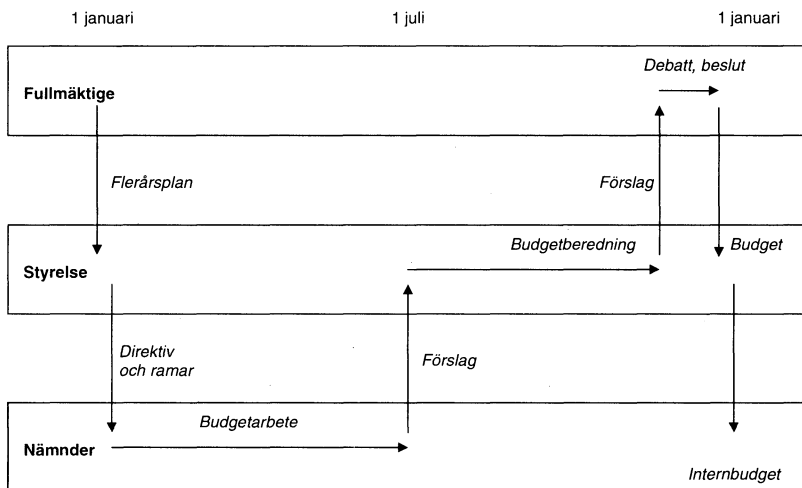 1 januari 1 juli 1 januari
Debatt, beslut
Fullmäktige
Flerårsplan Förslag
Budgetberedning Budget
Styrelse
Direktiv
och ramar Förslag
Budgetarbete
Nämnder
Internbudget